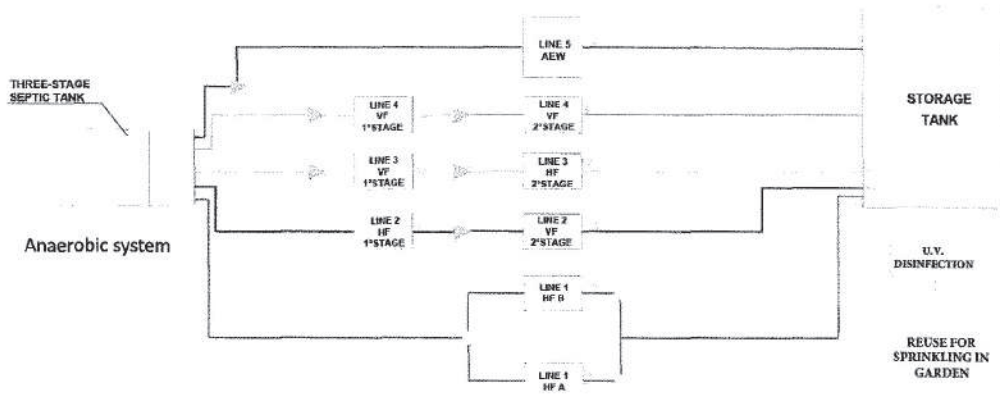 LINE 5
AEW
THREE-STAGE
SEPTIC TANK
STORAGE
TANK
LINE 4
VF
1°STAGE
LINE 4
VF
2°STAGE
LINE 3
VF
1°STAGE
LINE 3
HF
2°STAGE
LINE 2
HF
1°STAGE
LINE 2
VF
2°STAGE
Anaerobic system
U.V.
DISINFECTION
LINE 1
HF B
REUSE FOR
SPRINKLING IN
GARDEN
LINE 1
HF A